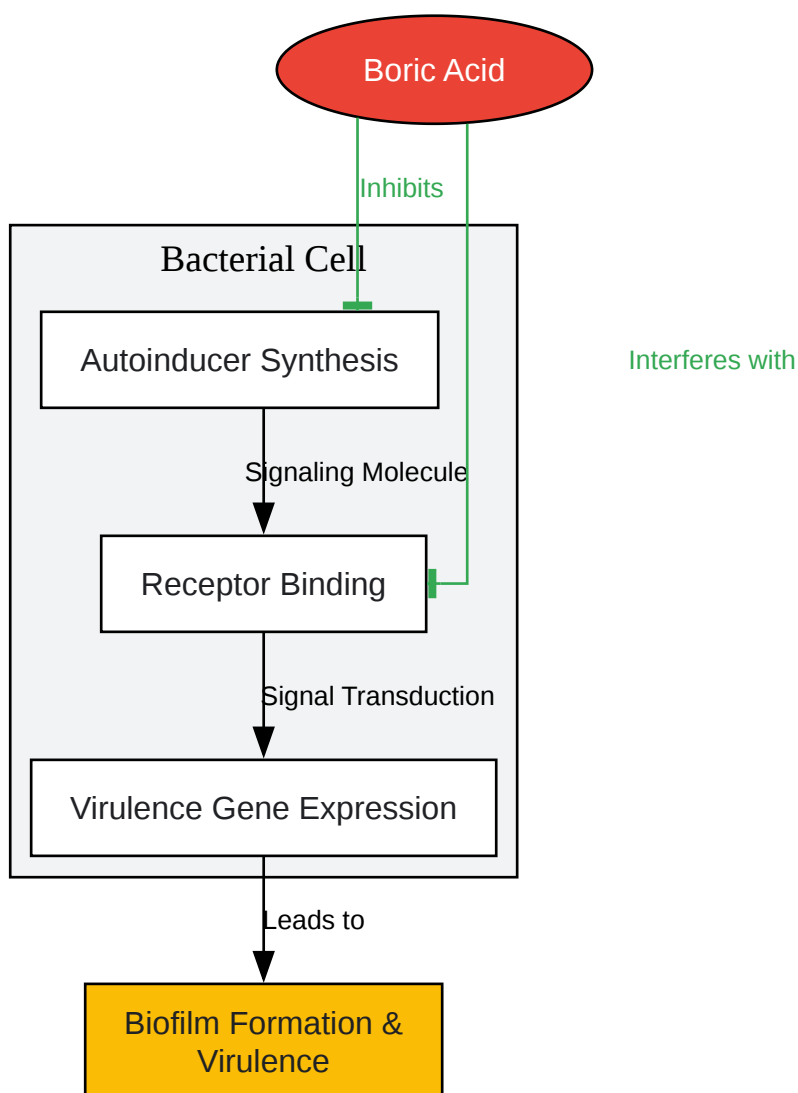 Boric Acid
Inhibits
Bacterial Cell
Autoinducer Synthesis
Interferes with
Signaling Molecule
Receptor Binding
Signal Transduction
Virulence Gene Expression
Leads to
Biofilm Formation &
Virulence